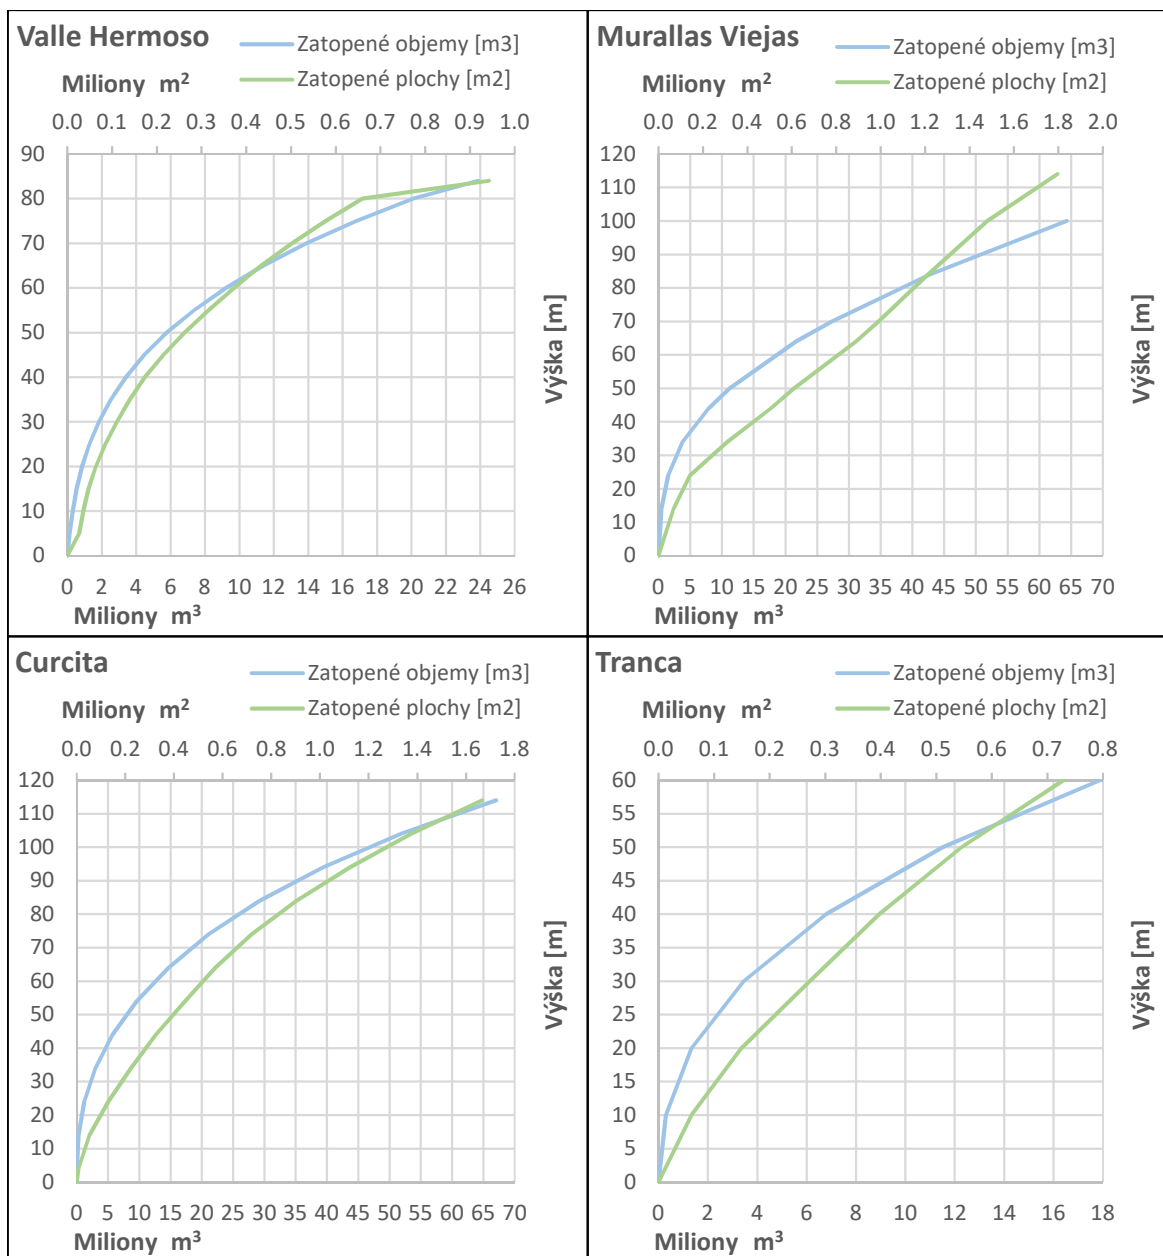 Valle Hermoso
Zatopené objemy [m3]
Miliony m²
Zatopené plochy [m2]
0.0 0.1 0.2 0.3 0.4 0.5 0.6 0.7 0.8 0.9 1.0
90
80
70
60
50
40
30
20
10
0
Výška [m]
0 2 4 6 8 10 12 14 16 18 20 22 24 26
Miliony m³
Murallas Viejas
Zatopené objemy [m3]
Miliony m²
Zatopené plochy [m2]
0.0 0.2 0.4 0.6 0.8 1.0 1.2 1.4 1.6 1.8 2.0
120
110
100
90
80
70
60
50
40
30
20
10
0
Výška [m]
0 5 10 15 20 25 30 35 40 45 50 55 60 65 70
Miliony m³
Curcita
Zatopené objemy [m3]
Miliony m²
Zatopené plochy [m2]
0.0 0.2 0.4 0.6 0.8 1.0 1.2 1.4 1.6 1.8
120
110
100
90
80
70
60
50
40
30
20
10
0
Výška [m]
0 5 10 15 20 25 30 35 40 45 50 55 60 65 70
Miliony m³
Tranca
Zatopené objemy [m3]
Miliony m²
Zatopené plochy [m2]
0.0 0.1 0.2 0.3 0.4 0.5 0.6 0.7 0.8
60
55
50
45
40
35
30
25
20
15
10
5
0
Výška [m]
0 2 4 6 8 10 12 14 16 18
Miliony m³